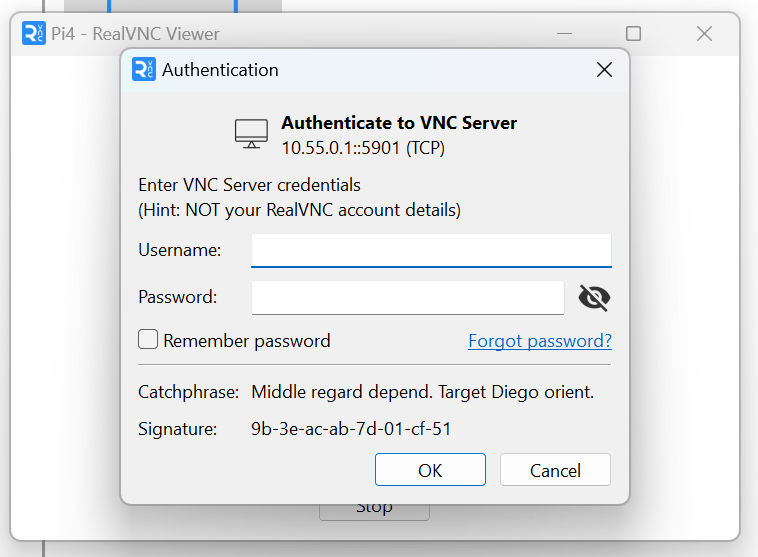 Pi4 - RealVNC Viewer
Authentication
Authenticate to VNC Server
10.55.0.1::5901 (TCP)
Enter VNC Server credentials
(Hint: NOT your RealVNC account details)
Username:
Password:
Remember password
Forgot password?
Catchphrase: Middle regard depend. Target Diego orient.
Signature: 9b-3e-ac-ab-7d-01-cf-51
OK
Cancel
Stop